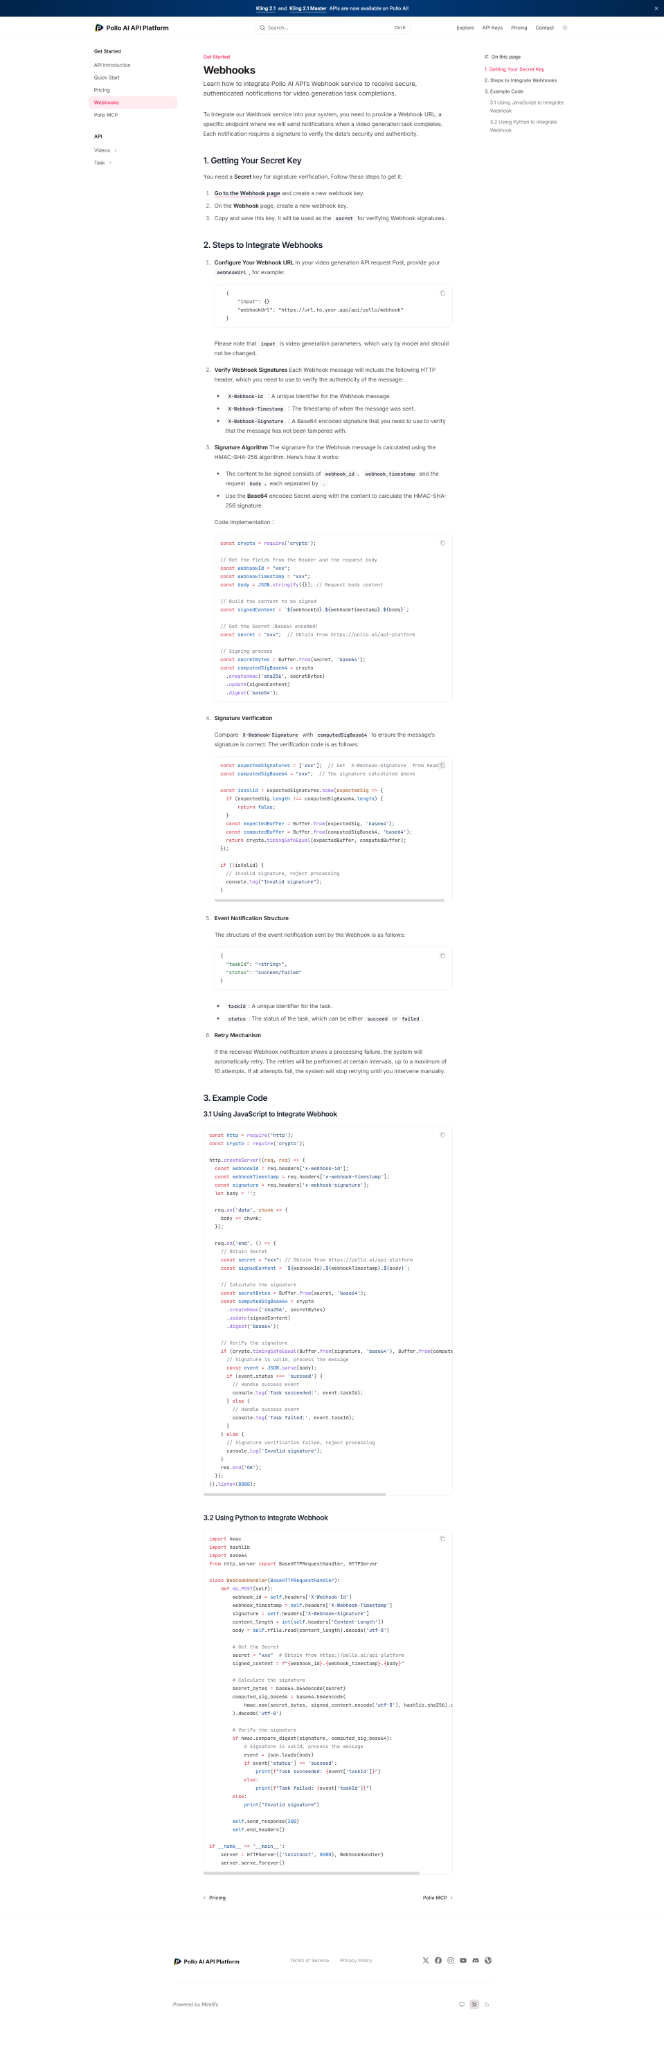 Kling 2.1 and Kling 2.1 Master APIs are now available on Pollo AI!
Pollo AI API Platform
Search...
Ctrl K
Explore
API Keys
Pricing
Contact
Get Started
API Introduction
Quick Start
Pricing
Webhooks
Pollo MCP
API
Videos
Task
Get Started
Webhooks
Learn how to integrate Pollo AI API's Webhook service to receive secure,
authenticated notifications for video generation task completions.
On this page
1. Getting Your Secret Key
2. Steps to Integrate Webhooks
3. Example Code
3.1 Using JavaScript to Integrate
Webhook
3.2 Using Python to Integrate
Webhook
To integrate our Webhook service into your system, you need to provide a Webhook URL, a
specific endpoint where we will send notifications when a video generation task completes.
Each notification requires a signature to verify the data's security and authenticity.
1. Getting Your Secret Key
You need a Secret key for signature verification. Follow these steps to get it:
1. Go to the Webhook page and create a new webhook key.
2. On the Webhook page, create a new webhook key.
3. Copy and save this key. It will be used as the secret for verifying Webhook signatures.
2. Steps to Integrate Webhooks
1. Configure Your Webhook URL In your video generation API request Post, provide your
webhookUrl , for example:
{
"input": {}
"webhookUrl": "https://url.to.your.app/api/pollo/webhook"
}
Please note that input is video generation parameters, which vary by model and should
not be changed.
2. Verify Webhook Signatures Each Webhook message will include the following HTTP
header, which you need to use to verify the authenticity of the message:
X-Webhook-Id : A unique identifier for the Webhook message.
X-Webhook-Timestamp : The timestamp of when the message was sent.
X-Webhook-Signature : A Base64 encoded signature that you need to use to verify
that the message has not been tampered with.
3. Signature Algorithm The signature for the Webhook message is calculated using the
HMAC-SHA-256 algorithm. Here's how it works:
The content to be signed consists of webhook_id 、 webhook_timestamp and the
request body , each separated by .
Use the Base64 encoded Secret along with the content to calculate the HMAC-SHA-
256 signature.
Code Implementation：
const crypto = require('crypto');
// Get the fields from the Header and the request body
const webhookId = "xxx";
const webhookTimestamp = "xxx";
const body = JSON.stringify({}); // Request body content
// Build the content to be signed
const signedContent = `${webhookId}.${webhookTimestamp}.${body}`;
// Get the Secret (Base64 encoded)
const secret = "xxx"; // Obtain from https://pollo.ai/api-platform
// Signing process
const secretBytes = Buffer.from(secret, 'base64');
const computedSigBase64 = crypto
.createHmac('sha256', secretBytes)
.update(signedContent)
.digest('base64');
4. Signature Verification
Compare X-Webhook-Signature with computedSigBase64 to ensure the message's
signature is correct. The verification code is as follows:
const expectedSignatures = ['xxx']; // Get `X-Webhook-Signature` from Head
const computedSigBase64 = "xxx"; // The signature calculated above
const isValid = expectedSignatures.some(expectedSig => {
if (expectedSig.length !== computedSigBase64.length) {
return false;
}
const expectedBuffer = Buffer.from(expectedSig, 'base64');
const computedBuffer = Buffer.from(computedSigBase64, 'base64');
return crypto.timingSafeEqual(expectedBuffer, computedBuffer);
});
if (!isValid) {
// Invalid signature, reject processing
console.log("Invalid signature");
}
5. Event Notification Structure
The structure of the event notification sent by the Webhook is as follows:
{
"taskId": "<string>",
"status": "succeed/failed"
}
taskId : A unique identifier for the task.
status : The status of the task, which can be either succeed or failed .
6. Retry Mechanism
If the received Webhook notification shows a processing failure, the system will
automatically retry. The retries will be performed at certain intervals, up to a maximum of
10 attempts. If all attempts fail, the system will stop retrying until you intervene manually.
3. Example Code
3.1 Using JavaScript to Integrate Webhook
const http = require('http');
const crypto = require('crypto');
http.createServer((req, res) => {
const webhookId = req.headers['x-webhook-id'];
const webhookTimestamp = req.headers['x-webhook-timestamp'];
const signature = req.headers['x-webhook-signature'];
let body = '';
req.on('data', chunk => {
body += chunk;
});
req.on('end', () => {
// Obtain Secret
const secret = "xxx"; // Obtain from https://pollo.ai/api-platform
const signedContent = `${webhookId}.${webhookTimestamp}.${body}`;
// Calculate the signature
const secretBytes = Buffer.from(secret, 'base64');
const computedSigBase64 = crypto
.createHmac('sha256', secretBytes)
.update(signedContent)
.digest('base64');
// Verify the signature
if (crypto.timingSafeEqual(Buffer.from(signature, 'base64'), Buffer.from(compute
// Signature is valid, process the message
const event = JSON.parse(body);
if (event.status === 'succeed') {
// Handle success event
console.log('Task succeeded:', event.taskId);
} else {
// Handle success event
console.log('Task failed:', event.taskId);
}
} else {
// Signature verification failed, reject processing
console.log('Invalid signature');
}
res.end('OK');
});
}).listen(8080);
3.2 Using Python to Integrate Webhook
import hmac
import hashlib
import base64
from http.server import BaseHTTPRequestHandler, HTTPServer
class WebhookHandler(BaseHTTPRequestHandler):
def do_POST(self):
webhook_id = self.headers['X-Webhook-Id']
webhook_timestamp = self.headers['X-Webhook-Timestamp']
signature = self.headers['X-Webhook-Signature']
content_length = int(self.headers['Content-Length'])
body = self.rfile.read(content_length).decode('utf-8')
# Get the Secret
secret = "xxx" # Obtain from https://pollo.ai/api-platform
signed_content = f"{webhook_id}.{webhook_timestamp}.{body}"
# Calculate the signature
secret_bytes = base64.b64decode(secret)
computed_sig_base64 = base64.b64encode(
hmac.new(secret_bytes, signed_content.encode('utf-8'), hashlib.sha256).d
).decode('utf-8')
# Verify the signature
if hmac.compare_digest(signature, computed_sig_base64):
# Signature is valid, process the message
event = json.loads(body)
if event['status'] == 'succeed':
print(f"Task succeeded: {event['taskId']}")
else:
print(f"Task failed: {event['taskId']}")
else:
print("Invalid signature")
self.send_response(200)
self.end_headers()
if __name__ == '__main__':
server = HTTPServer(('localhost', 8080), WebhookHandler)
server.serve_forever()
Pricing
Pollo MCP
Pollo AI API Platform
Terms of Service
Privacy Policy
Powered by Mintlify